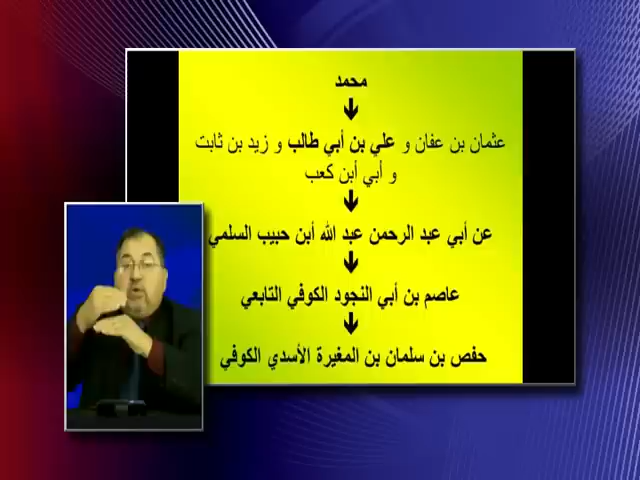 محمد
عثمان بن عفان و علي بن أبي طالب و زيد بن ثابت
و أبي أبن كعب
عن أبي عبد الرحمن عبد الله أبن حبيب السلمي
عاصم بن أبي النجود الكوفي التابعي
حفص بن سلمان بن المغيرة الأسدي الكوفي